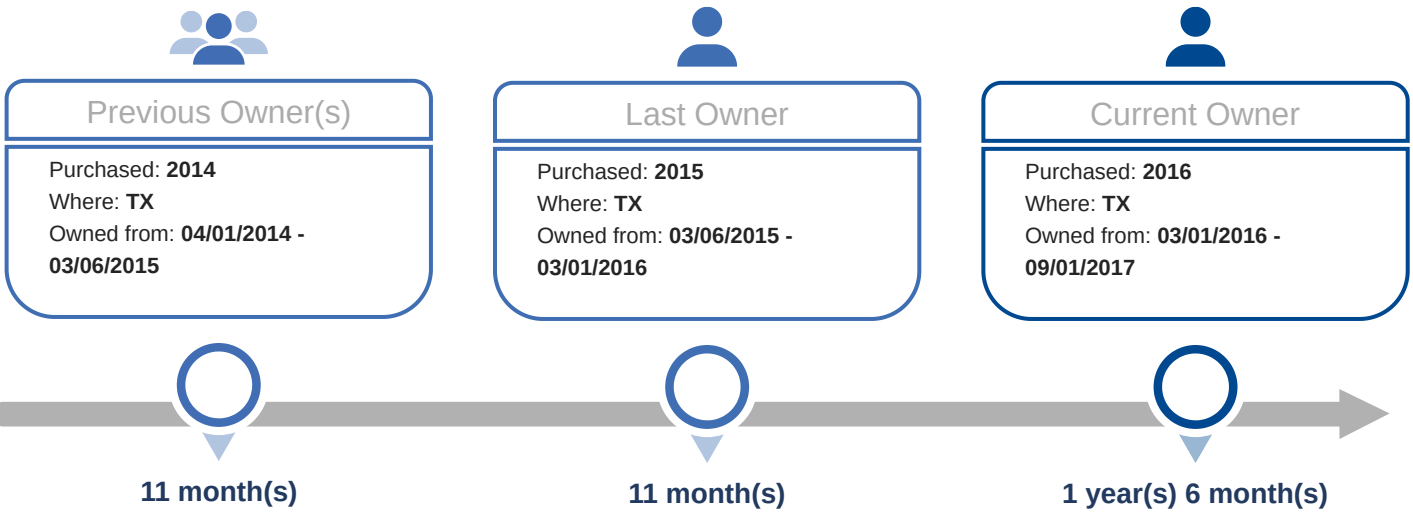 Previous Owner(s)
Purchased: 2014
Where: TX
Owned from: 04/01/2014 -
03/06/2015
11 month(s)
Last Owner
Purchased: 2015
Where: TX
Owned from: 03/06/2015 -
03/01/2016
11 month(s)
Current Owner
Purchased: 2016
Where: TX
Owned from: 03/01/2016 -
09/01/2017
1 year(s) 6 month(s)